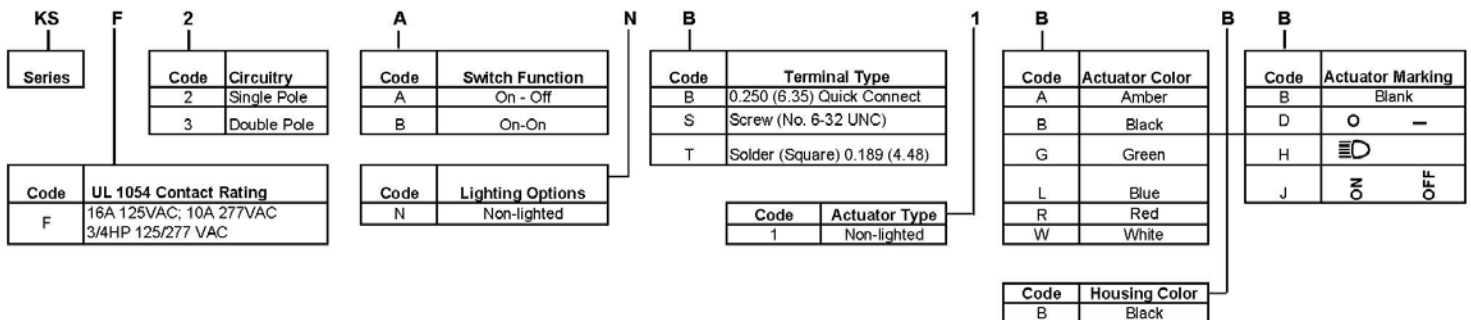 KS F 2 A N B 1 B B B
Series
Code Circuitry
2 Single Pole
3 Double Pole
Code Switch Function
A On - Off
B On-On
Code Terminal Type
B 0.250 (6.35) Quick Connect
S Screw (No. 6-32 UNC)
T Solder (Square) 0.189 (4.48)
Code Actuator Color
A Amber
B Black
G Green
L Blue
R Red
W White
Code Actuator Marking
B Blank
D O –
H
J ON OFF
Code UL 1054 Contact Rating
F 16A 125VAC; 10A 277VAC
3/4HP 125/277 VAC
Code Lighting Options
N Non-lighted
Code Actuator Type
1 Non-lighted
Code Housing Color
B Black